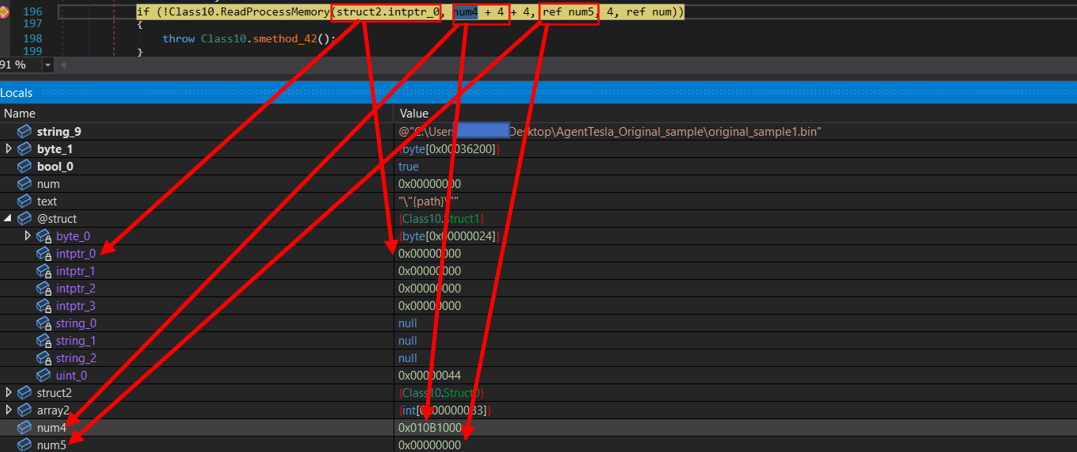 196 if (!Class10.ReadProcessMemory(struct2.intptr_0, num4 + 4 + 4, ref num5, 4, ref num))
197 {
198 throw Class10.smethod_42();
199 }
91 %
Locals
Name Value
string_9 @"C:\Users Desktop\AgentTesla_Original_sample\original_sample1.bin"
byte_1 {byte[0x00036200]}
bool_0 true
num 0x00000000
text "\"{path}\""
@struct {Class10.Struct1}
byte_0 {byte[0x00000024]}
intptr_0 0x00000000
intptr_1 0x00000000
intptr_2 0x00000000
intptr_3 0x00000000
string_0 null
string_1 null
string_2 null
uint_0 0x00000044
struct2 {Class10.Struct0}
array2 {int[0x000000B3]}
num4 0x010B1000
num5 0x00000000